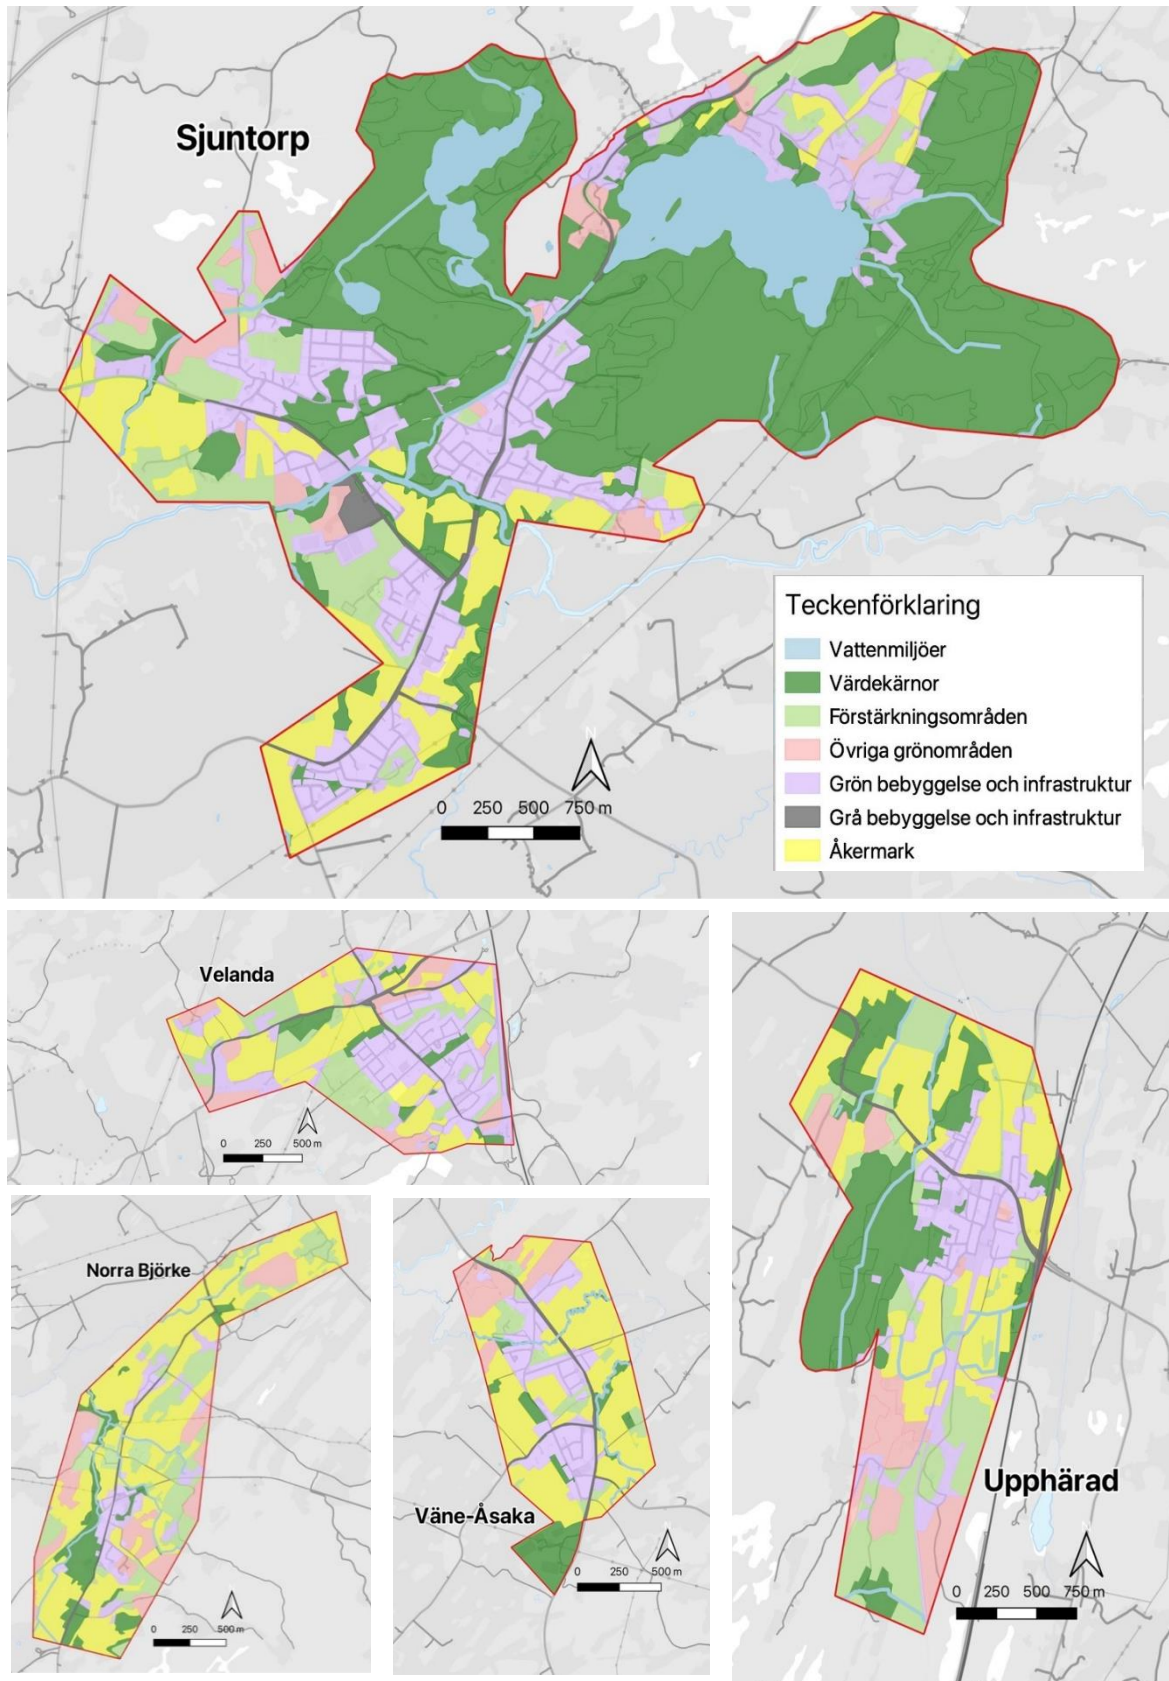 Sjuntorp
Teckenförklaring
Vattenmiljöer
Värdekärnor
Förstärkningsområden
Övriga grönområden
Grön bebyggelse och infrastruktur
Grå bebyggelse och infrastruktur
Åkermark
N
0 250 500 750 m
Velanda
0 250 500 m
Norra Björke
0 250 500 m
Väne-Åsaka
0 250 500 m
Upphärad
0 250 500 750 m